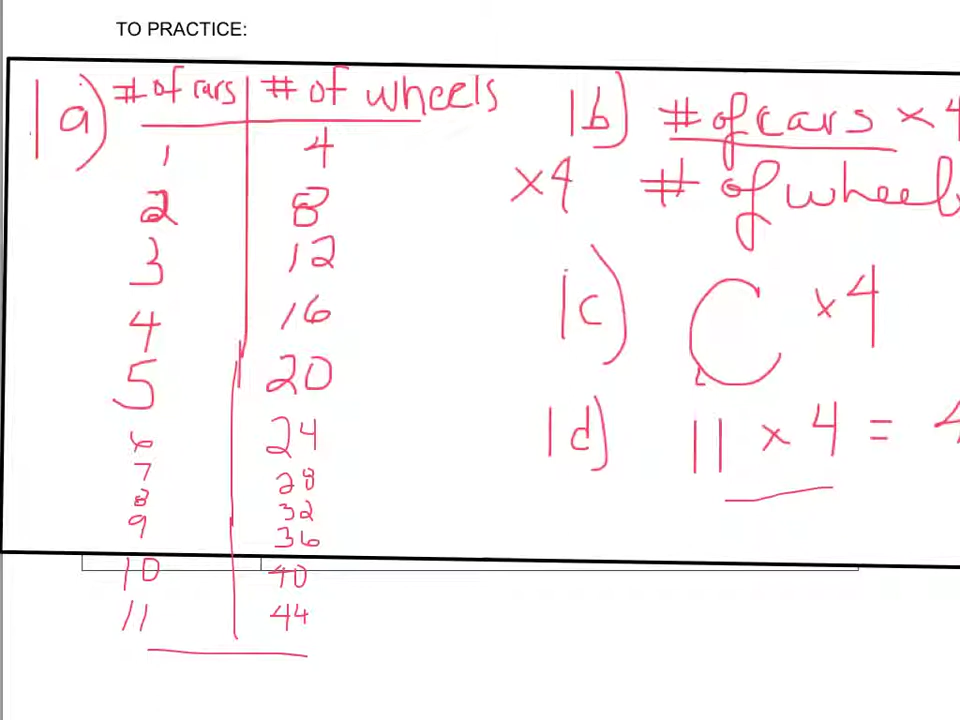 TO PRACTICE:
1a) # of cars | # of wheels
1 4
2 8
3 12
4 16
5 20
6 24
7 28
8 32
9 36
10 40
11 44
1b) # of cars × 4
×4 # of wheels
1c) C × 4
1d) 11 × 4 = 4